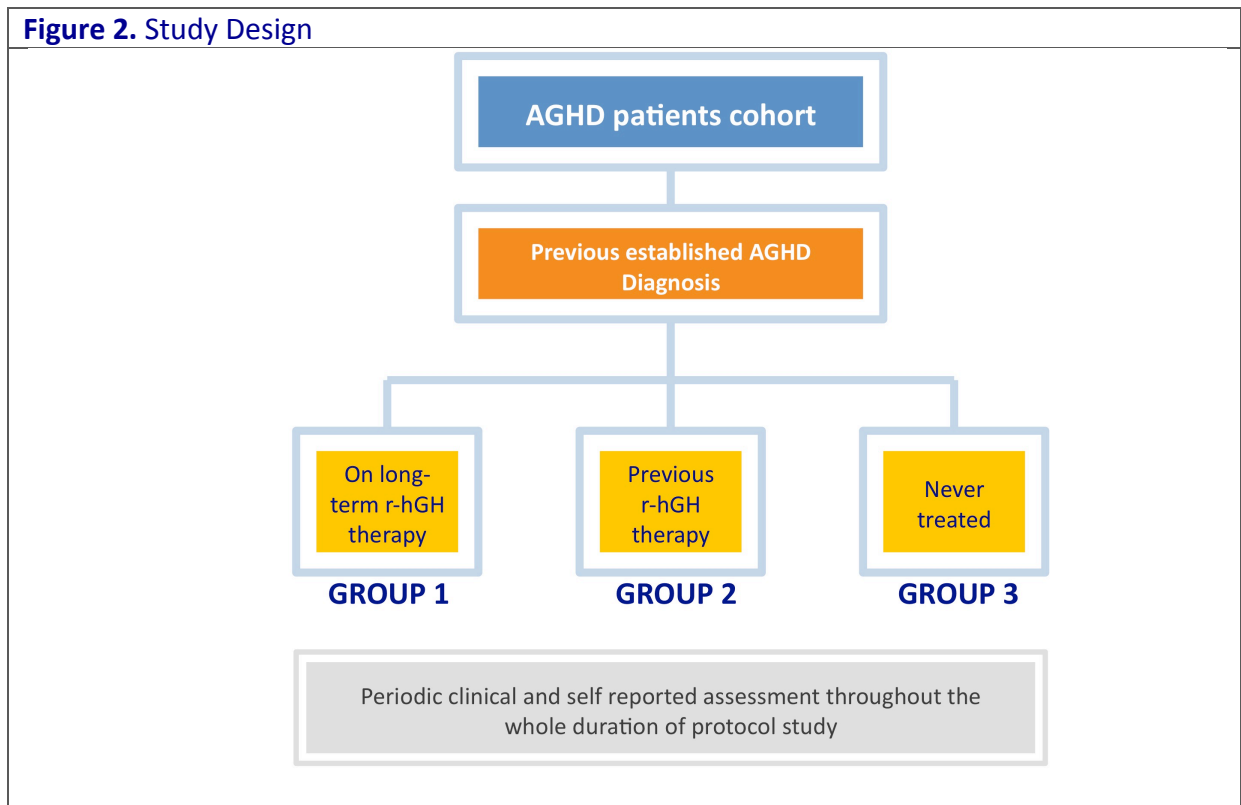 Figure 2. Study Design
AGHD patients cohort
Previous established AGHD
Diagnosis
On long-
term r-hGH
therapy
Previous
r-hGH
therapy
Never
treated
GROUP 1
GROUP 2
GROUP 3
Periodic clinical and self reported assessment throughout the
whole duration of protocol study